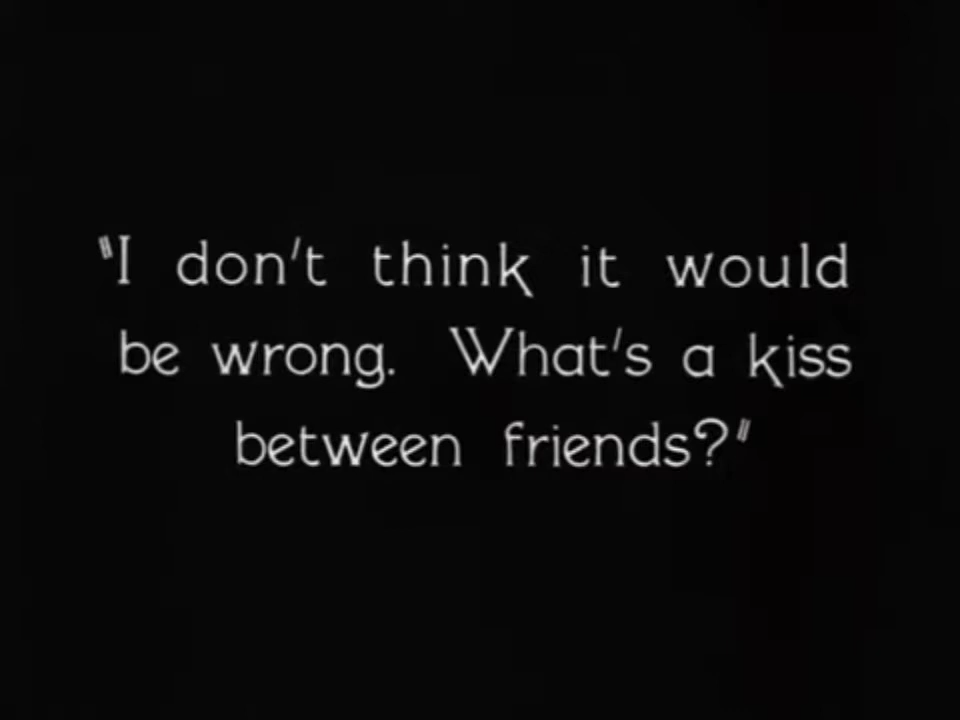 "I don't think it would
be wrong. What's a kiss
between friends?"